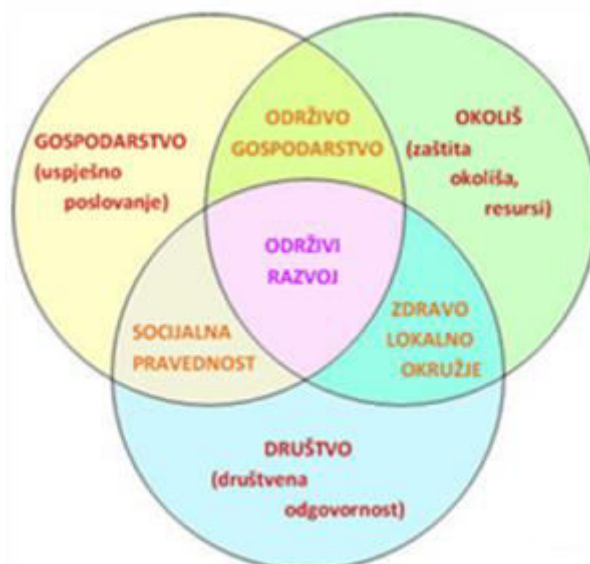 ODRŽIVO
GOSPODARSTVO
OKOLIŠ
(zaštita
okoliša,
resursi)
GOSPODARSTVO
(uspješno
poslovanje)
ODRŽIVI
RAZVOJ
SOCIJALNA
PRAVEDNOST
ZDRAVO
LOKALNO
OKRUŽJE
DRUŠTVO
(društvena
odgovornost)